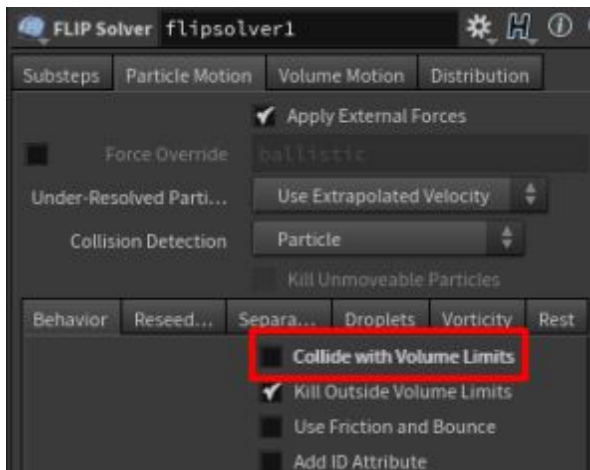 FLIP Solver flipsolver1
Substeps Particle Motion Volume Motion Distribution
Apply External Forces
Force Override ballistic
Under-Resolved Parti... Use Extrapolated Velocity
Collision Detection Particle
Kill Unmoveable Particles
Behavior Reseed... Separa... Droplets Vorticity Rest
Collide with Volume Limits
Kill Outside Volume Limits
Use Friction and Bounce
Add ID Attribute